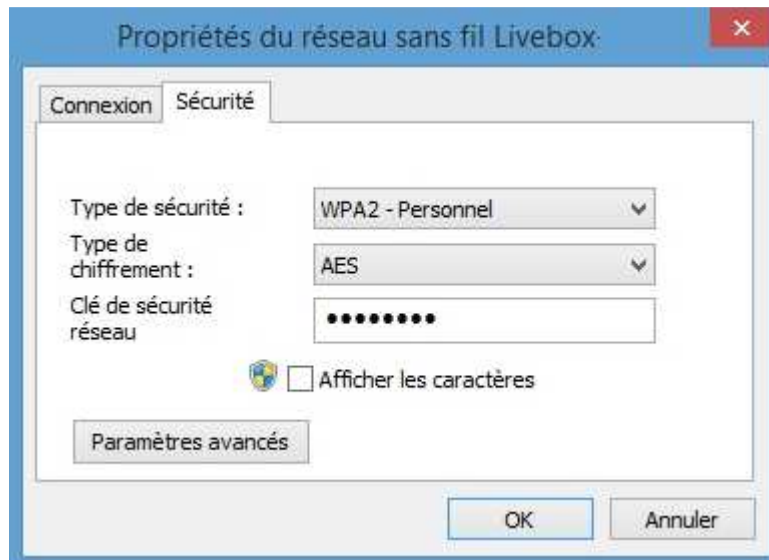 Propriétés du réseau sans fil Livebox
Connexion
Sécurité
Type de sécurité :
WPA2 - Personnel
Type de
chiffrement :
AES
Clé de sécurité
réseau
••••••••
Afficher les caractères
Paramètres avancés
OK
Annuler